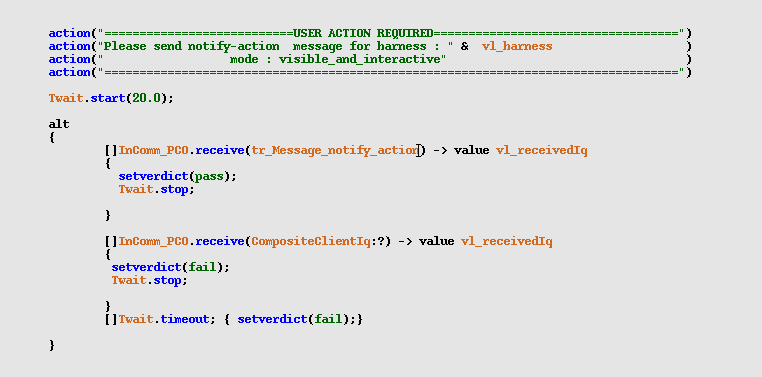 action("===========================USER ACTION REQUIRED===================================")
action("Please send notify-action  message for harness : " &  vl_harness                   )
action("                  mode : visible_and_interactive"                                  )
action("==================================================================================")
Twait.start(20.0);
alt
{
[]InComm_PCO.receive(tr_Message_notify_action) -> value vl_receivedIq
{
setverdict(pass);
Twait.stop;
}
[]InComm_PCO.receive(CompositeClientIq:?) -> value vl_receivedIq
{
setverdict(fail);
Twait.stop;
}
[]Twait.timeout; { setverdict(fail);}
}